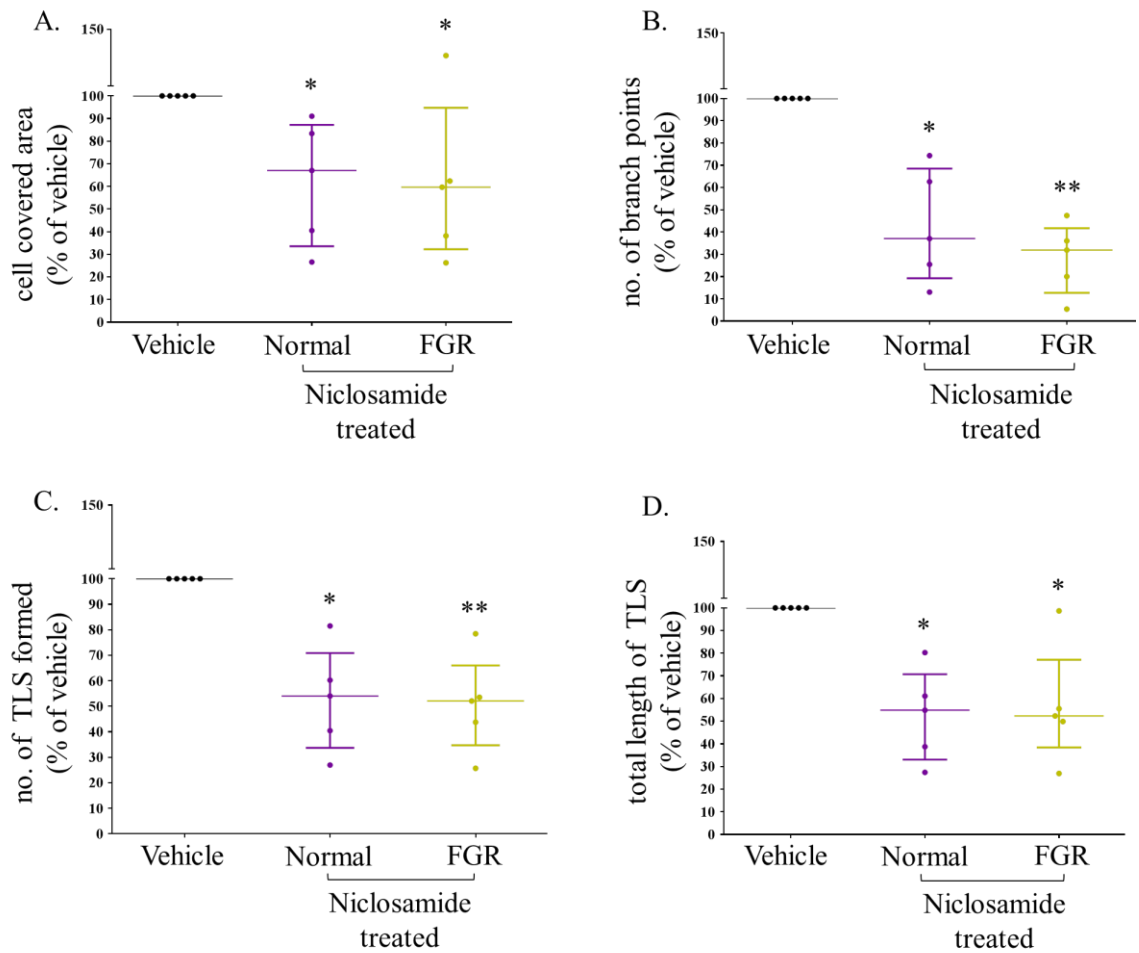 A.
cell covered area
(% of vehicle)
150
100
90
80
70
60
50
40
30
20
10
0
*
*
Vehicle
Normal
FGR
Niclosamide
treated
B.
no. of branch points
(% of vehicle)
150
100
90
80
70
60
50
40
30
20
10
0
*
**
Vehicle
Normal
FGR
Niclosamide
treated
C.
no. of TLS formed
(% of vehicle)
150
100
90
80
70
60
50
40
30
20
10
0
*
**
Vehicle
Normal
FGR
Niclosamide
treated
D.
total length of TLS
(% of vehicle)
150
100
90
80
70
60
50
40
30
20
10
0
*
*
Vehicle
Normal
FGR
Niclosamide
treated